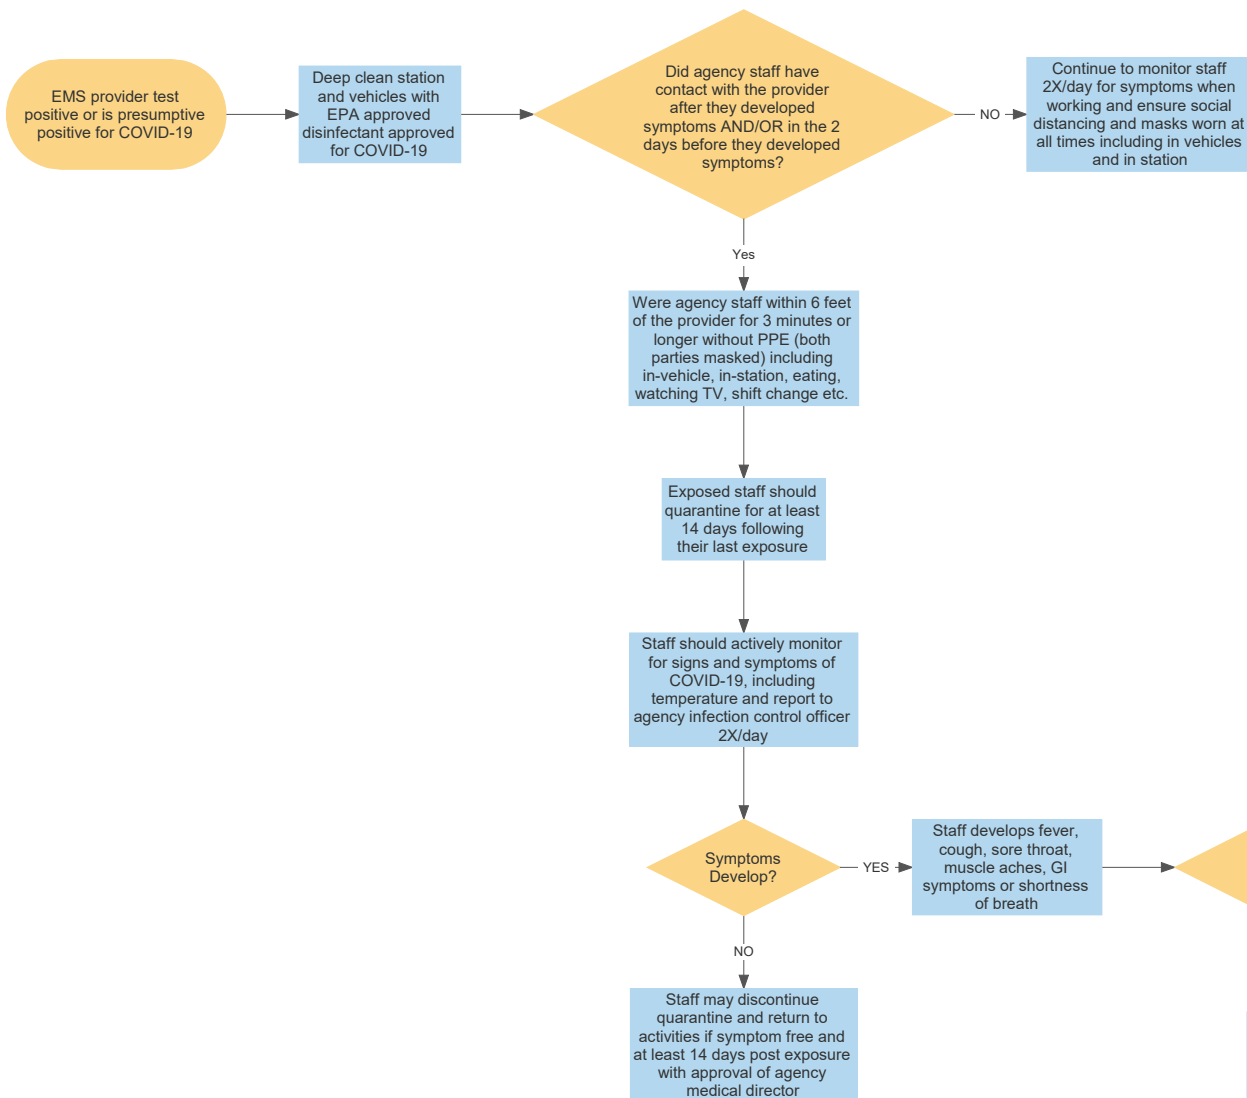 EMS provider test
positive or is presumptive
positive for COVID-19
Deep clean station
and vehicles with
EPA approved
disinfectant approved
for COVID-19
Did agency staff have
contact with the provider
after they developed
symptoms AND/OR in the 2
days before they developed
symptoms?
NO
Continue to monitor staff
2X/day for symptoms when
working and ensure social
distancing and masks worn at
all times including in vehicles
and in station
Yes
Were agency staff within 6 feet
of the provider for 3 minutes or
longer without PPE (both
parties masked) including
in-vehicle, in-station, eating,
watching TV, shift change etc.
Exposed staff should
quarantine for at least
14 days following
their last exposure
Staff should actively monitor
for signs and symptoms of
COVID-19, including
temperature and report to
agency infection control officer
2X/day
Symptoms
Develop?
YES
Staff develops fever,
cough, sore throat,
muscle aches, GI
symptoms or shortness
of breath
NO
Staff may discontinue
quarantine and return to
activities if symptom free and
at least 14 days post exposure
with approval of agency
medical director